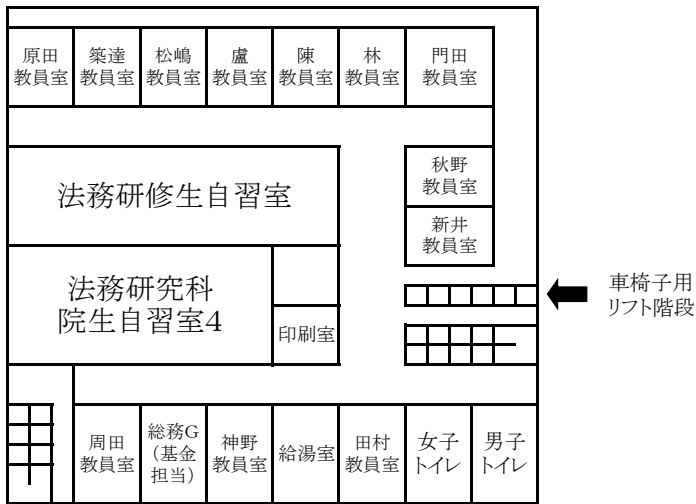 原田
教員室
築達
教員室
松嶋
教員室
盧
教員室
陳
教員室
林
教員室
門田
教員室
法務研修生自習室
秋野
教員室
新井
教員室
法務研究科
院生自習室4
印刷室
車椅子用
リフト階段
周田
教員室
総務G
(基金
担当)
神野
教員室
給湯室
田村
教員室
女子
トイレ
男子
トイレ